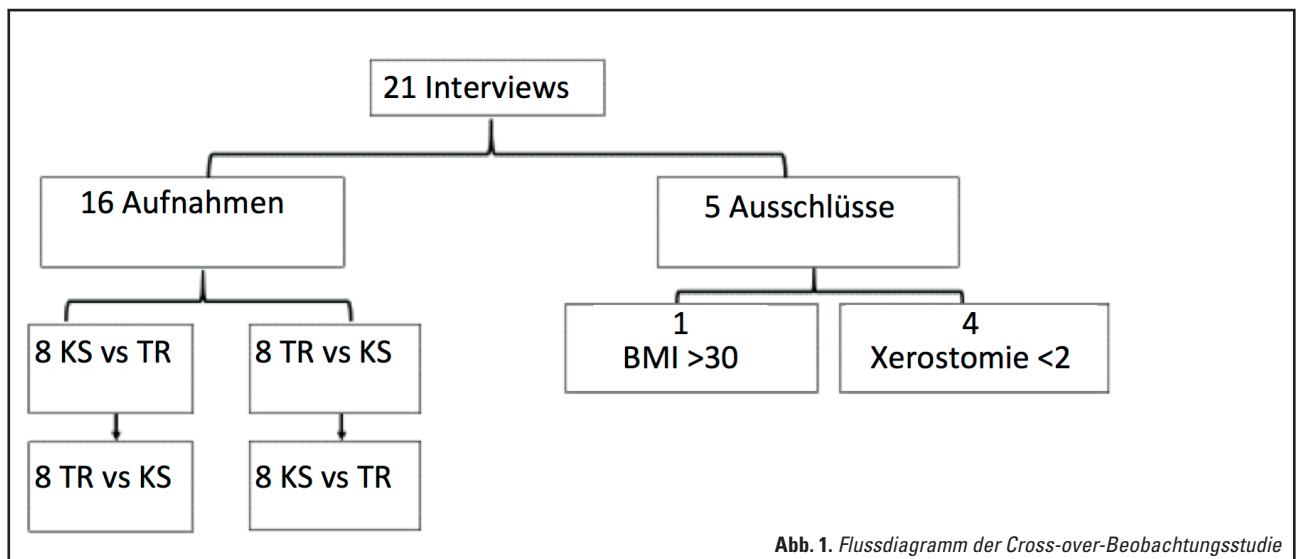 21 Interviews
16 Aufnahmen
5 Ausschlüsse
8 KS vs TR
8 TR vs KS
1
BMI >30
4
Xerostomie <2
8 TR vs KS
8 KS vs TR
Abb. 1. Flussdiagramm der Cross-over-Beobachtungsstudie